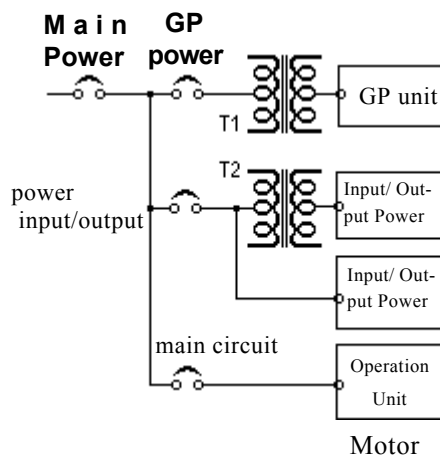 Main
Power
GP
power
T1
GP unit
T2
power
input/output
Input/ Out-
put Power
Input/ Out-
put Power
main circuit
Operation
Unit
Motor